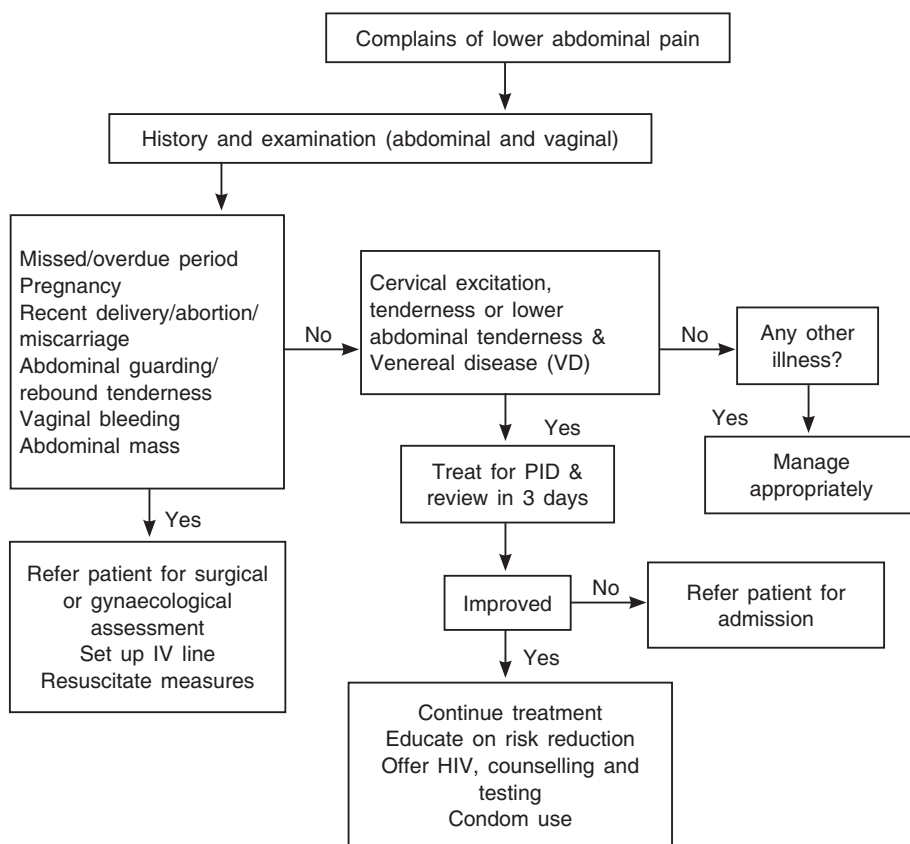 Complains of lower abdominal pain
History and examination (abdominal and vaginal)
Missed/overdue period
Pregnancy
Recent delivery/abortion/
miscarriage
Abdominal guarding/
rebound tenderness
Vaginal bleeding
Abdominal mass
No
Cervical excitation,
tenderness or lower
abdominal tenderness &
Venereal disease (VD)
No
Any other
illness?
Yes
Refer patient for surgical
or gynaecological
assessment
Set up IV line
Resuscitate measures
Yes
Treat for PID &
review in 3 days
Yes
Manage
appropriately
Improved
No
Refer patient for
admission
Yes
Continue treatment
Educate on risk reduction
Offer HIV, counselling and
testing
Condom use